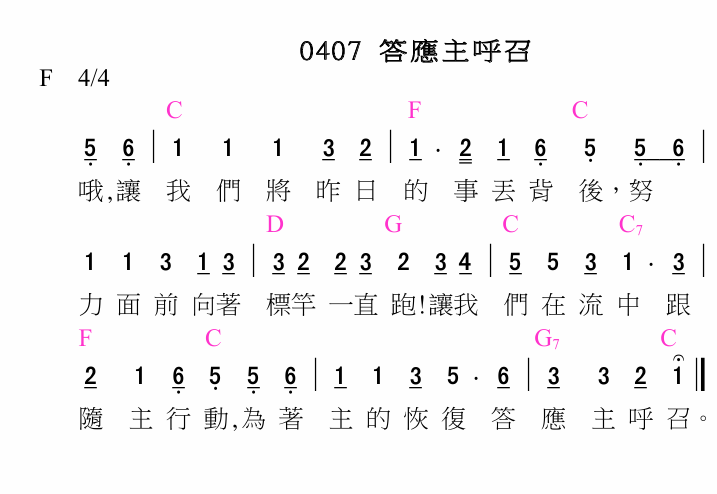 0407 答應主呼召
F 4/4
C F C
5 6 | 1 1 1 3 2 | 1 · 2 1 6 5 5 6 |
哦,讓 我 們 將 昨 日 的 事 丟 背 後,努
D G C C7
1 1 3 1 3 | 3 2 2 3 2 3 4 | 5 5 3 1 · 3 |
力 面 前 向著 標竿 一直 跑!讓我 們 在 流 中 跟
F C G7 C
2 1 6 5 5 6 | 1 1 3 5 · 6 | 3 3 2 1 ‖
隨 主 行 動,為 著 主 的 恢 復 答 應 主 呼 召。